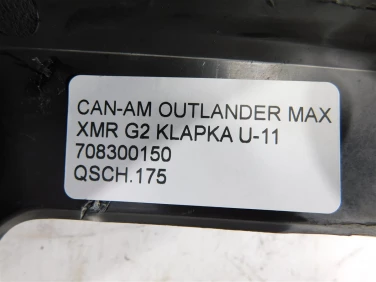 CAN-AM OUTLANDER MAX
XMR G2 KLAPKA U-11
708300150
QSCH.175